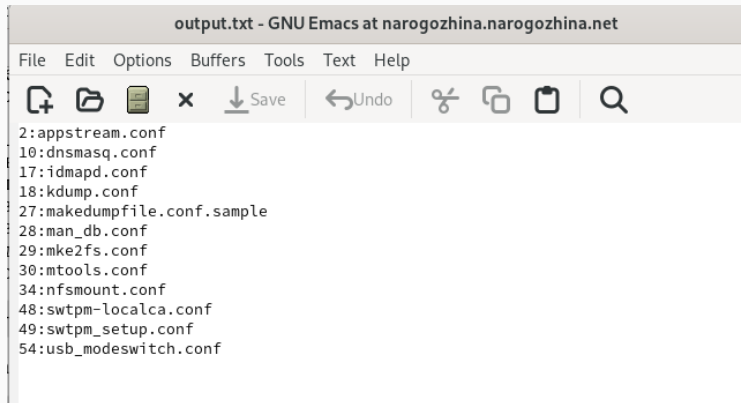 output.txt - GNU Emacs at narogozhina.narogozhina.net
File Edit Options Buffers Tools Text Help
Save Undo
2:appstream.conf
10:dnsmasq.conf
17:idmapd.conf
18:kdump.conf
27:makedumpfile.conf.sample
28:man_db.conf
29:mke2fs.conf
30:mtools.conf
34:nfsmount.conf
48:swtpm-localca.conf
49:swtpm_setup.conf
54:usb_modeswitch.conf